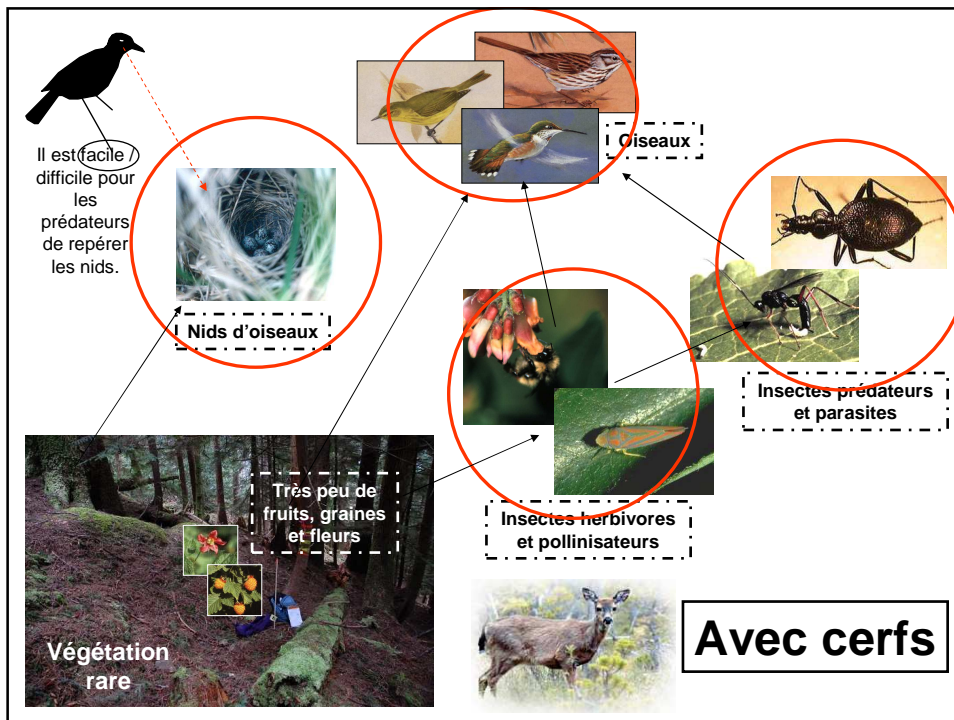 Il est facile /
difficile pour
les
prédateurs
de repérer
les nids.
Nids d'oiseaux
Oiseaux
Insectes prédateurs
et parasites
Insectes herbivores
et pollinisateurs
Très peu de
fruits, graines
et fleurs
Végétation
rare
Avec cerfs